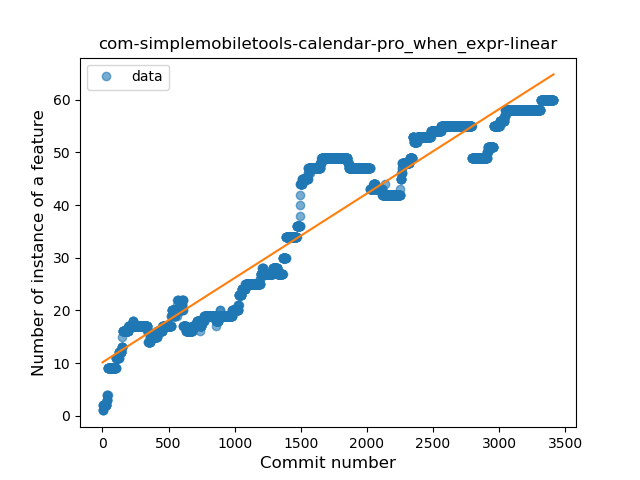 com-simplemobiletools-calendar-pro_when_expr-linear
data
Number of instance of a feature
60
50
40
30
20
10
0
0 500 1000 1500 2000 2500 3000 3500
Commit number